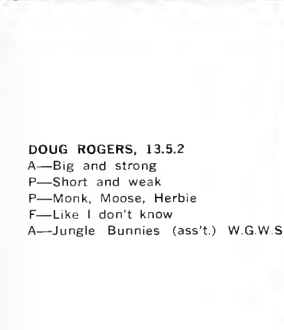 DOUG ROGERS, 13.5.2
A—Big and strong
P—Short and weak
P—Monk, Moose, Herbie
F—Like I don't know
A—Jungle Bunnies (ass't.) W.G.W.S